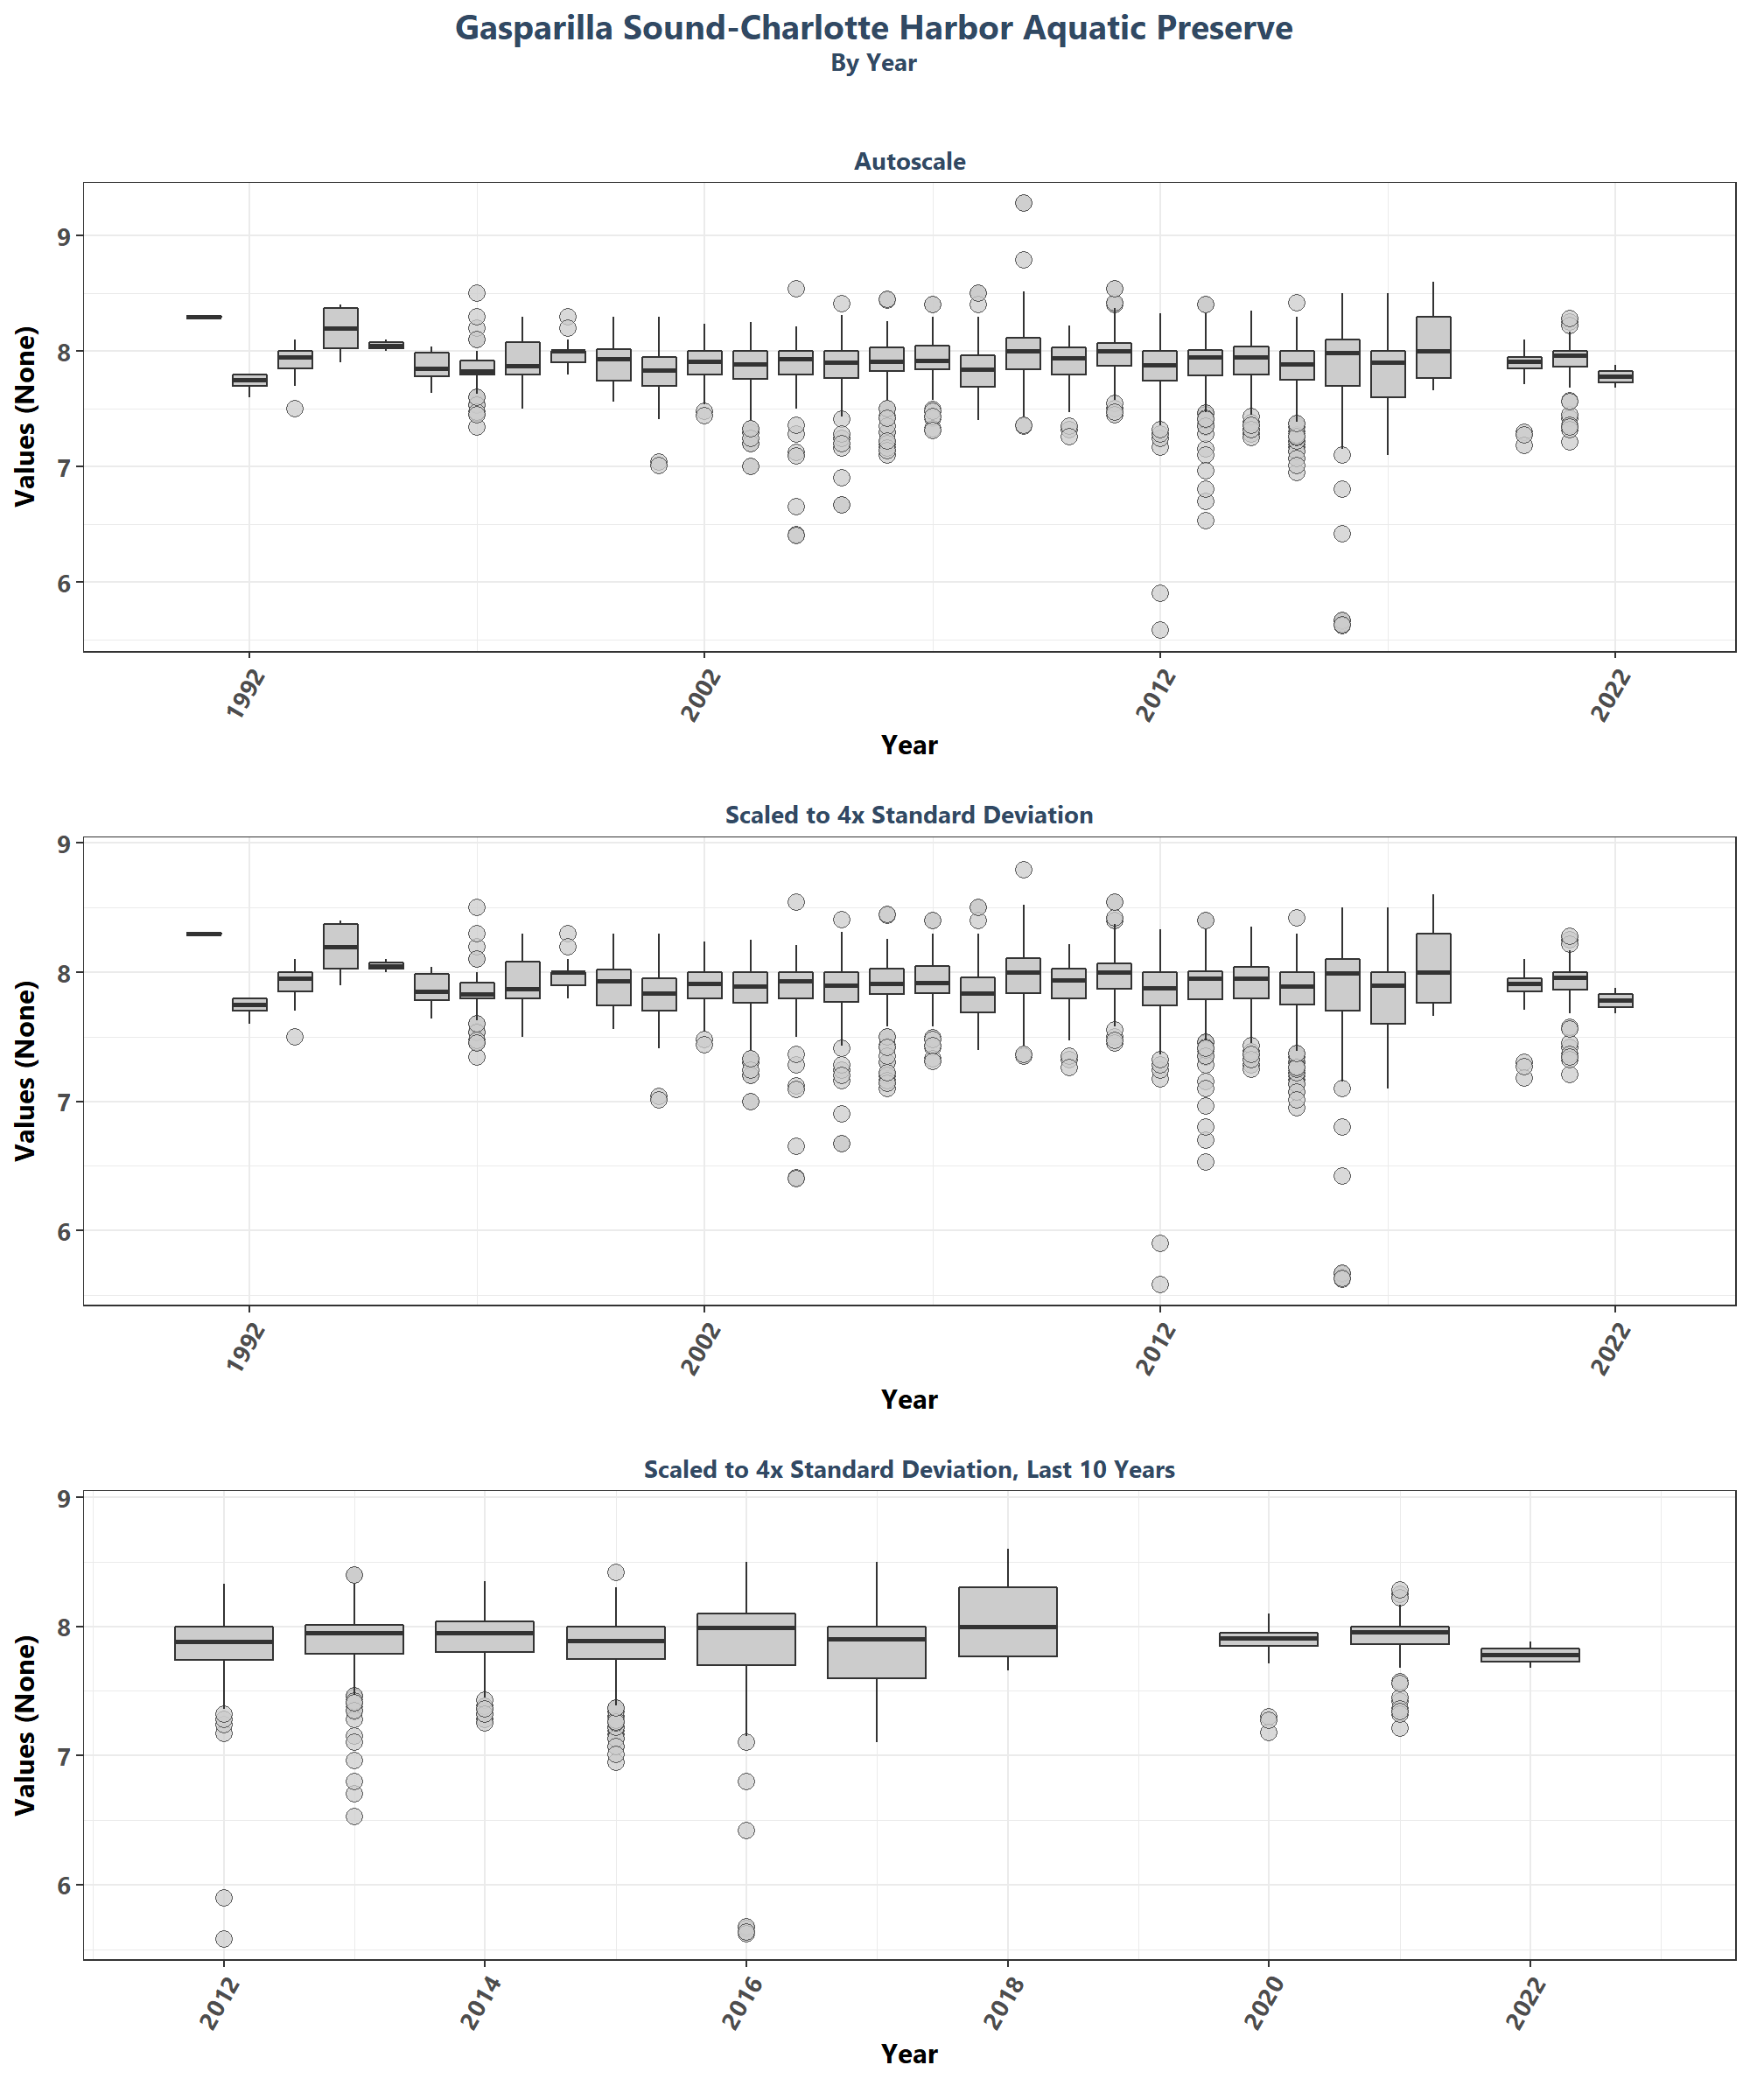 Gasparilla Sound-Charlotte Harbor Aquatic Preserve
By Year
Autoscale
Values (None)
9
8
7
6
1992
2002
2012
2022
Year
Scaled to 4x Standard Deviation
Values (None)
9
8
7
6
1992
2002
2012
2022
Year
Scaled to 4x Standard Deviation, Last 10 Years
Values (None)
9
8
7
6
2012
2014
2016
2018
2020
2022
Year